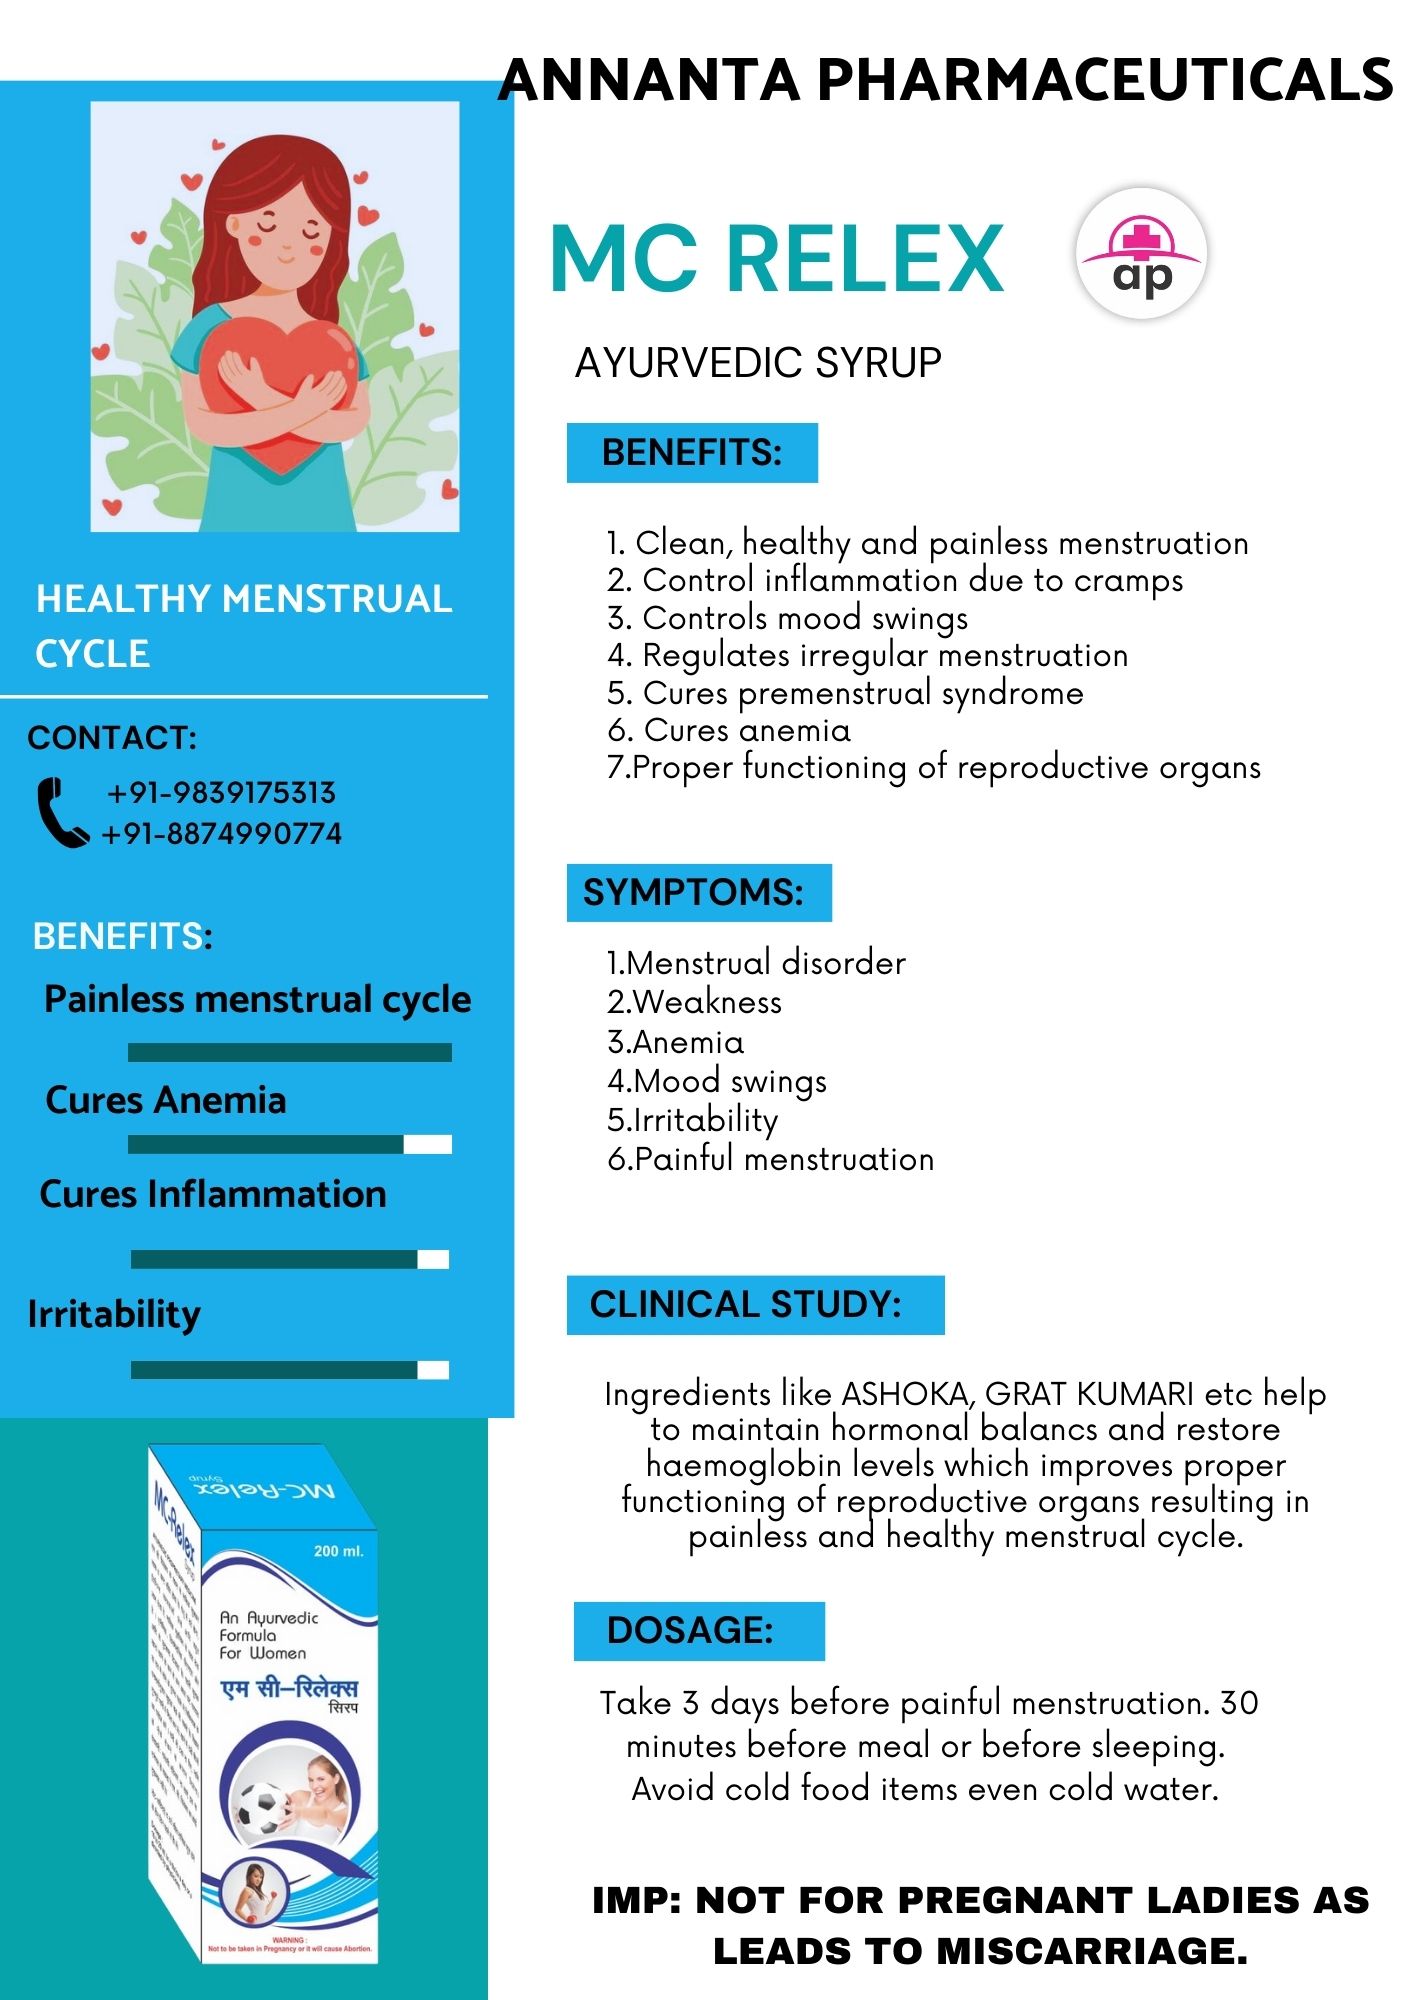 ANNANTA PHARMACEUTICALS
MC RELEX
ap
AYURVEDIC SYRUP
BENEFITS:
1. Clean, healthy and painless menstruation
2. Control inflammation due to cramps
3. Controls mood swings
4. Regulates irregular menstruation
5. Cures premenstrual syndrome
6. Cures anemia
7.Proper functioning of reproductive organs
SYMPTOMS:
1.Menstrual disorder
2.Weakness
3.Anemia
4.Mood swings
5.Irritability
6.Painful menstruation
CLINICAL STUDY:
Ingredients like ASHOKA, GRAT KUMARI etc help
to maintain hormonal balancs and restore
haemoglobin levels which improves proper
functioning of reproductive organs resulting in
painless and healthy menstrual cycle.
DOSAGE:
Take 3 days before painful menstruation. 30
minutes before meal or before sleeping.
Avoid cold food items even cold water.
IMP: NOT FOR PREGNANT LADIES AS
LEADS TO MISCARRIAGE.
HEALTHY MENSTRUAL
CYCLE
CONTACT:
+91-9839175313
+91-8874990774
BENEFITS:
Painless menstrual cycle
Cures Anemia
Cures Inflammation
Irritability
MC-Relex
Syrup
MC-Relex
Syrup
200 ml.
An Ayurvedic
Formula
For Women
एम सी–रिलेक्स
सिरप
WARNING :
Not to be taken in Pregnancy or it will cause Abortion.